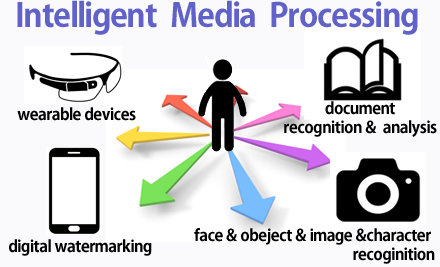 Intelligent Media Processing
wearable devices
document
recognition & analysis
digital watermarking
face & obeject & image &character
recoginition